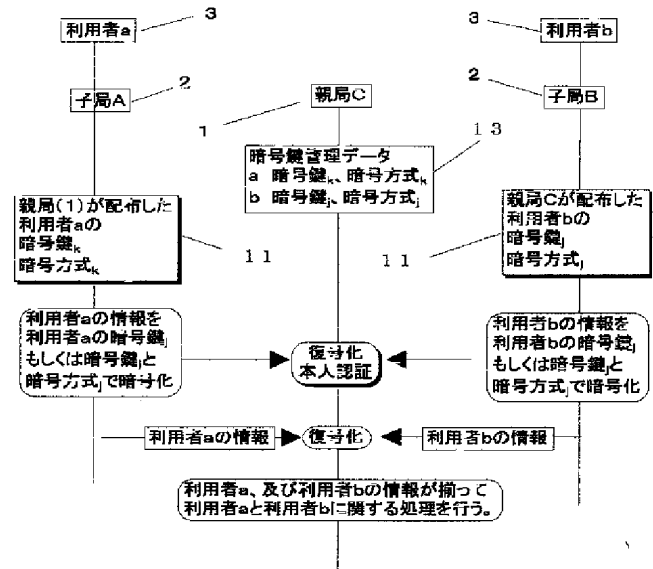 3
利用者a
3
利用者b
2
子局A
親局C
1
2
子局B
13
暗号鍵管理データ
a 暗号鍵k、暗号方式k
b 暗号鍵j、暗号方式j
親局(1)が配布した
利用者aの
暗号鍵k
暗号方式k
11
親局Cが配布した
利用者bの
暗号鍵j
暗号方式j
11
利用者aの情報を
利用者aの暗号鍵j
もしくは暗号鍵jと
暗号方式jで暗号化
復号化
本人認証
利用者bの情報を
利用者bの暗号鍵j
もしくは暗号鍵jと
暗号方式jで暗号化
利用者aの情報
復号化
利用者bの情報
利用者a、及び利用者bの情報が揃って
利用者aと利用者bに関する処理を行う。